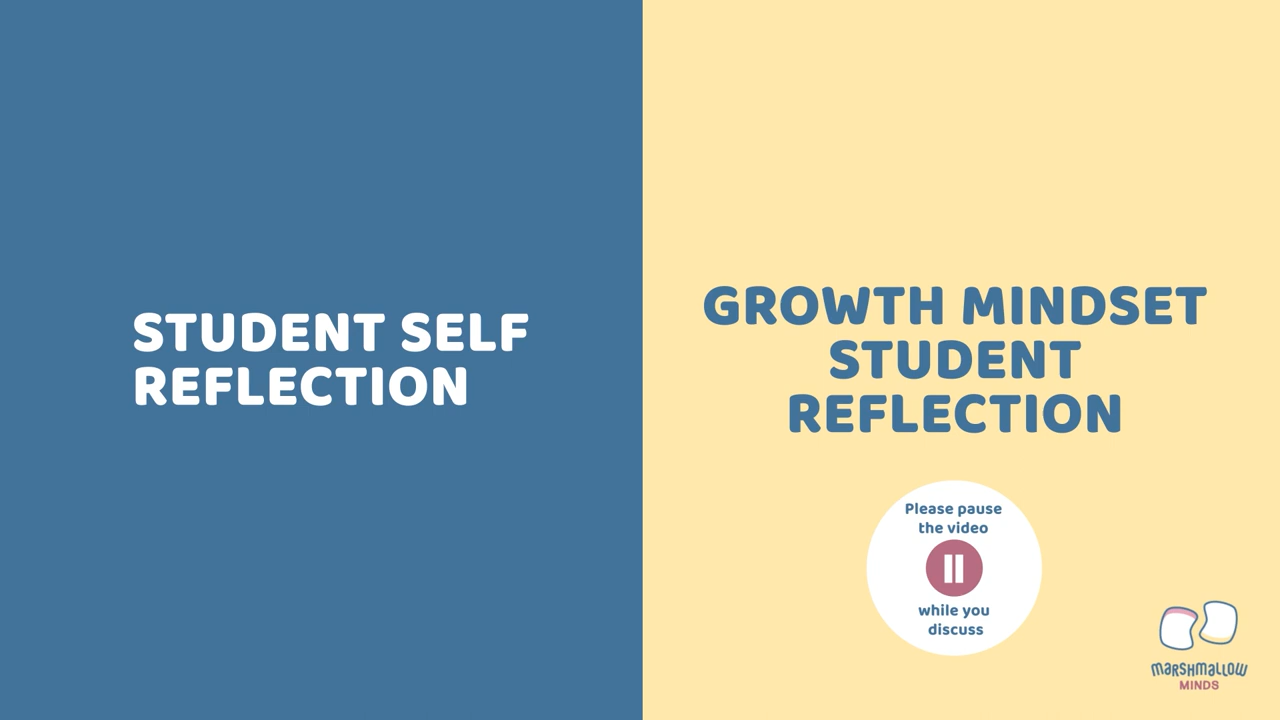 STUDENT SELF
REFLECTION
GROWTH MINDSET
STUDENT
REFLECTION
Please pause
the video
while you
discuss
MARSHMALLOW
MINDS